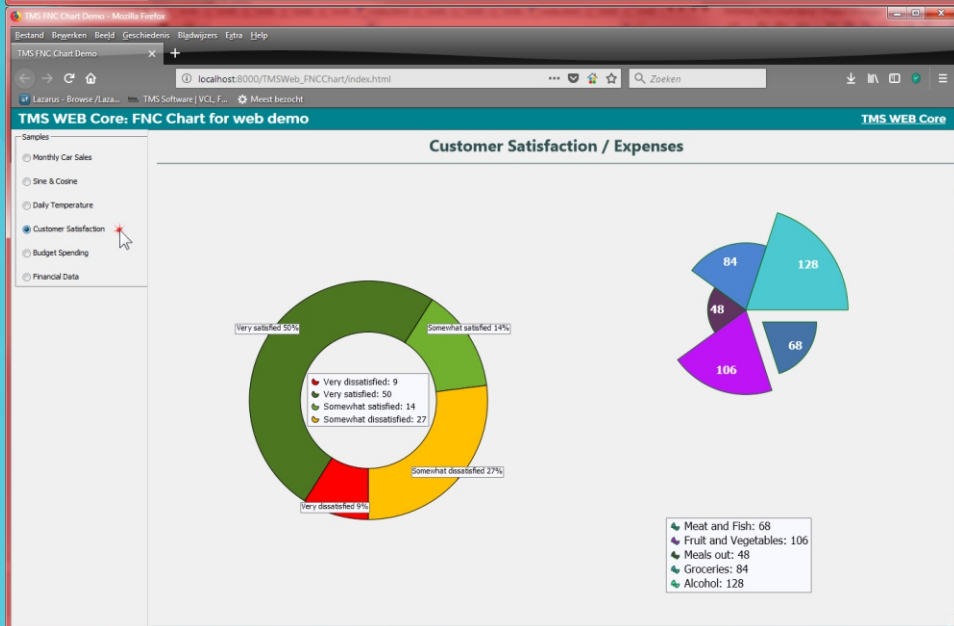 TMS FNC Chart Demo - Mozilla Firefox
Bestand Bewerken Beeld Geschiedenis Bladwijzers Extra Help
TMS FNC Chart Demo
localhost:8000/TMSWeb_FNCChart/index.html
Zoeken
Lazarus - Browse /Laza... TMS Software | VCL, F... Meest bezocht
TMS WEB Core: FNC Chart for web demo
TMS WEB Core
Samples
Monthly Car Sales
Sine & Cosine
Daily Temperature
Customer Satisfaction
Budget Spending
Financial Data
Customer Satisfaction / Expenses
Very satisfied 50%
Somewhat satisfied 14%
Very dissatisfied: 9
Very satisfied: 50
Somewhat satisfied: 14
Somewhat dissatisfied: 27
Somewhat dissatisfied 27%
Very dissatisfied 9%
84
128
48
68
106
Meat and Fish: 68
Fruit and Vegetables: 106
Meals out: 48
Groceries: 84
Alcohol: 128